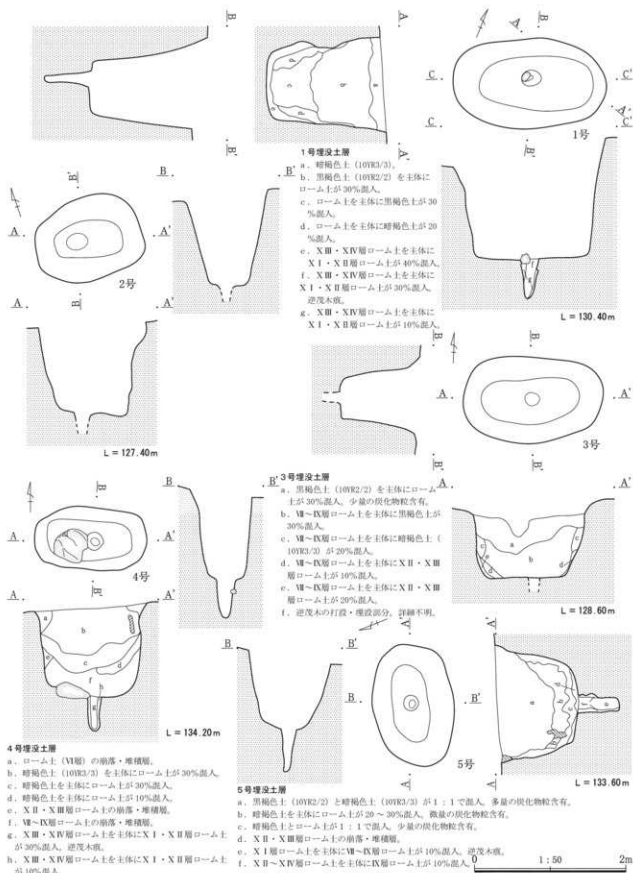 B
B'
A
A'
B
A
C
C'
C
C'
A'
B'
1号
1号埋没土層
a．暗褐色土（10YR3/3）。
b．黒褐色土（10YR2/2）を主体に
ローム土が30%混入。
c．ロームを主体に黒褐色土が30
%混入。
d．ロームを主体に暗褐色土が20
%混入。
e．XⅢ・XⅣ層ローム土を主体に
XⅠ・XⅡ層ローム土が40%混入。
f．XⅢ・XⅣ層ローム土を主体に
XⅠ・XⅡ層ローム土が30%混入。
逆茂木痕。
g．XⅢ・XⅣ層ローム土を主体に
XⅠ・XⅡ層ローム土が10%混入。
L = 130.40m
B
B'
A
A'
A
A'
2号
B
B'
L = 127.40m
B
B'
A
A'
B
B'
3号
3号埋没土層
a．黒褐色土（10YR2/2）を主体にローム
土が30%混入。少量の炭化物粒含有。
b．Ⅷ～Ⅸ層ローム土を主体に黒褐色土が
30%混入。
c．Ⅷ～Ⅸ層ローム土を主体に暗褐色土（
10YR3/3）が20%混入。
d．Ⅷ～Ⅸ層ローム土を主体にXⅡ・XⅢ
層ローム土が10%混入。
e．Ⅷ～Ⅸ層ローム土を主体にXⅡ・XⅢ
層ローム土が20%混入。
f．逆茂木の打設・埋設部分。詳細不明。
A
A'
L = 128.60m
B
B'
A
A'
4号
A
A'
B
B'
L = 134.20m
4号埋没土層
a．ローム土（Ⅵ層）の崩落・堆積層。
b．暗褐色土（10YR3/3）を主体にローム土が30%混入。
c．暗褐色土を主体にローム土が30%混入。
d．暗褐色土を主体にローム土が10%混入。
e．XⅡ・XⅢ層ローム土の崩落・堆積層。
f．Ⅷ～Ⅸ層ローム土の崩落・堆積層。
g．XⅢ・XⅣ層ローム土を主体にXⅠ・XⅡ層ローム土
が30%混入。逆茂木痕。
h．XⅢ・XⅣ層ローム土を主体にXⅠ・XⅡ層ローム土
が10%混入。
B
B'
A
A'
5号
L = 133.60m
5号埋没土層
a．黒褐色土（10YR2/2）と暗褐色土（10YR3/3）が1：1で混入。多量の炭化物粒含有。
b．暗褐色土を主体にローム土が20～30%混入。微量の炭化物粒含有。
c．暗褐色土とローム土が1：1で混入。少量の炭化物粒含有。
d．XⅡ・XⅢ層ローム土の崩落・堆積層。
e．XⅠ層ローム土を主体にⅧ～Ⅸ層ローム土が10%混入。逆茂木痕。
f．XⅡ～XⅣ層ローム土を主体にⅨ層ローム土が10%混入。
0 1：50 2m